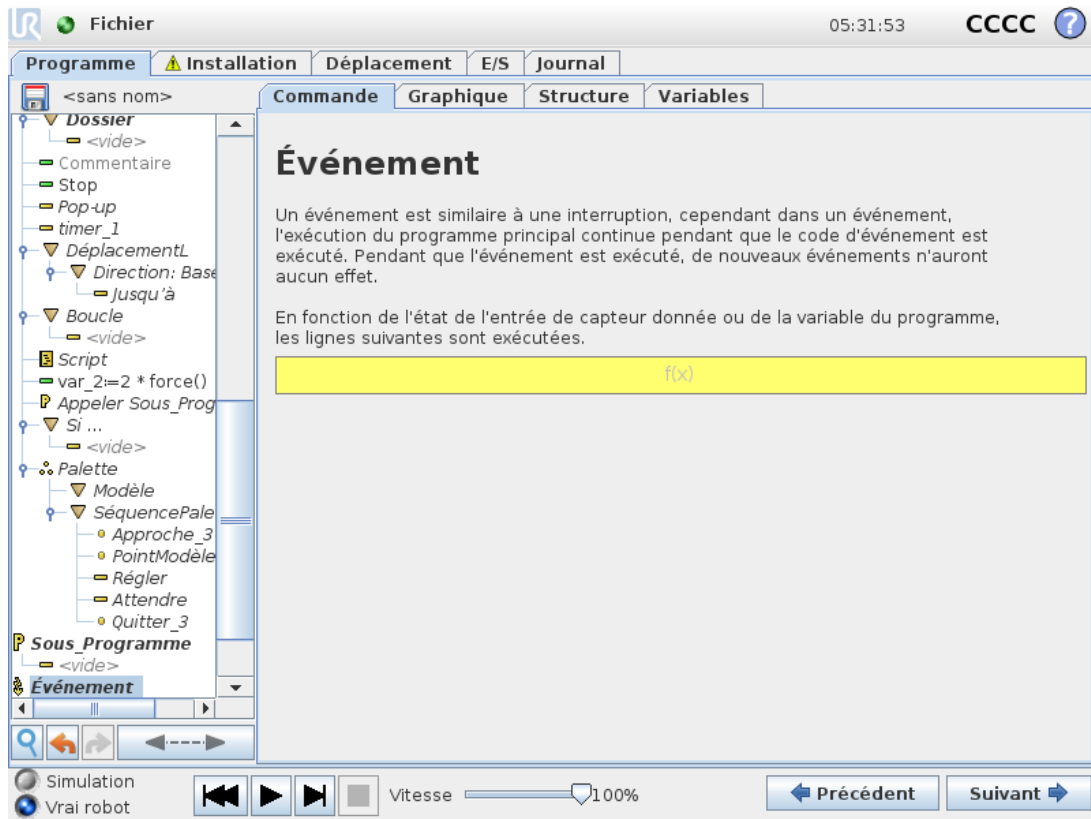 UR
Fichier
05:31:53
CCCC
?
Programme
Installation
Déplacement
E/S
Journal
<sans nom>
Commande
Graphique
Structure
Variables
Dossier
<vide>
Commentaire
Stop
Pop-up
timer_1
DéplacementL
Direction: Base
Jusqu'à
Boucle
<vide>
Script
var_2:=2 * force()
Appeler Sous_Prog
Si ...
<vide>
Palette
Modèle
SéquencePale
Approche_3
PointModèle
Régler
Attendre
Quitter_3
P Sous_Programme
<vide>
Événement
Événement
Un événement est similaire à une interruption, cependant dans un événement,
l'exécution du programme principal continue pendant que le code d'événement est
exécuté. Pendant que l'événement est exécuté, de nouveaux événements n'auront
aucun effet.
En fonction de l'état de l'entrée de capteur donnée ou de la variable du programme,
les lignes suivantes sont exécutées.
f(x)
Simulation
Vrai robot
Vitesse
100%
Précédent
Suivant